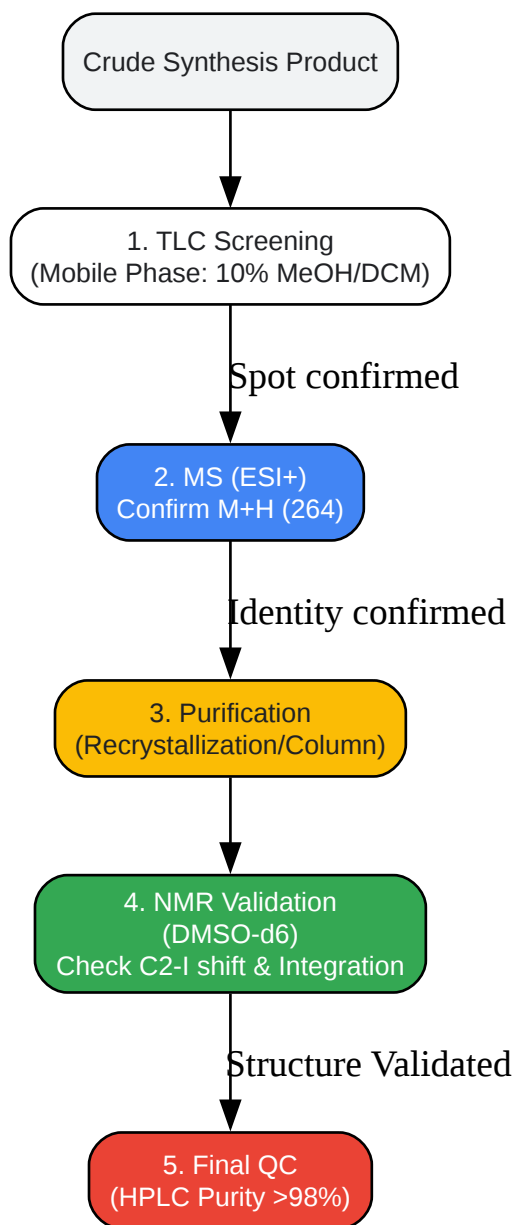 Crude Synthesis Product
1. TLC Screening
(Mobile Phase: 10% MeOH/DCM)
Spot confirmed
2. MS (ESI+)
Confirm M+H (264)
Identity confirmed
3. Purification
(Recrystallization/Column)
4. NMR Validation
(DMSO-d6)
Check C2-I shift & Integration
Structure Validated
5. Final QC
(HPLC Purity >98%)